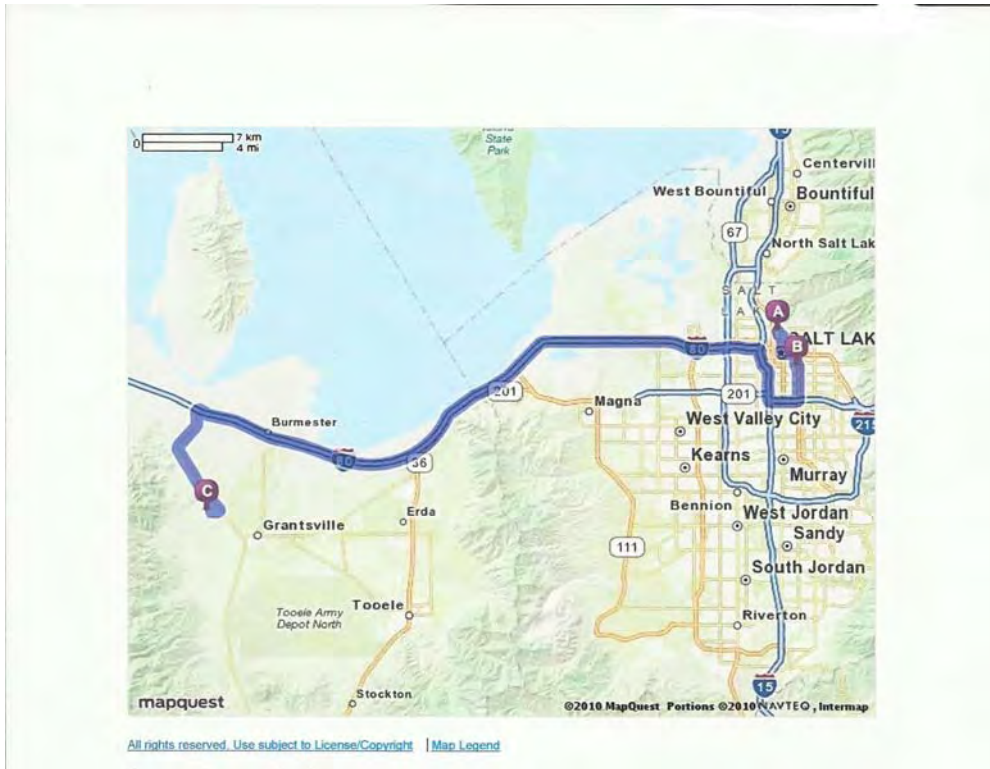 0
7 km
4 mi
State
Park
15
Centervill
West Bountiful
Bountiful
67
North Salt Lak
SALT
LAK
A
B
SALT LAK
80
201
201
Magna
215
West Valley City
Burmester
80
36
Kearns
Murray
C
Bennion
West Jordan
Erda
Grantsville
Sandy
111
South Jordan
Tooele
Tooele Army
Depot North
Riverton
Stockton
15
mapquest
©2010 MapQuest Portions ©2010 NAVTEQ, Intermap
All rights reserved. Use subject to License/Copyright | Map Legend